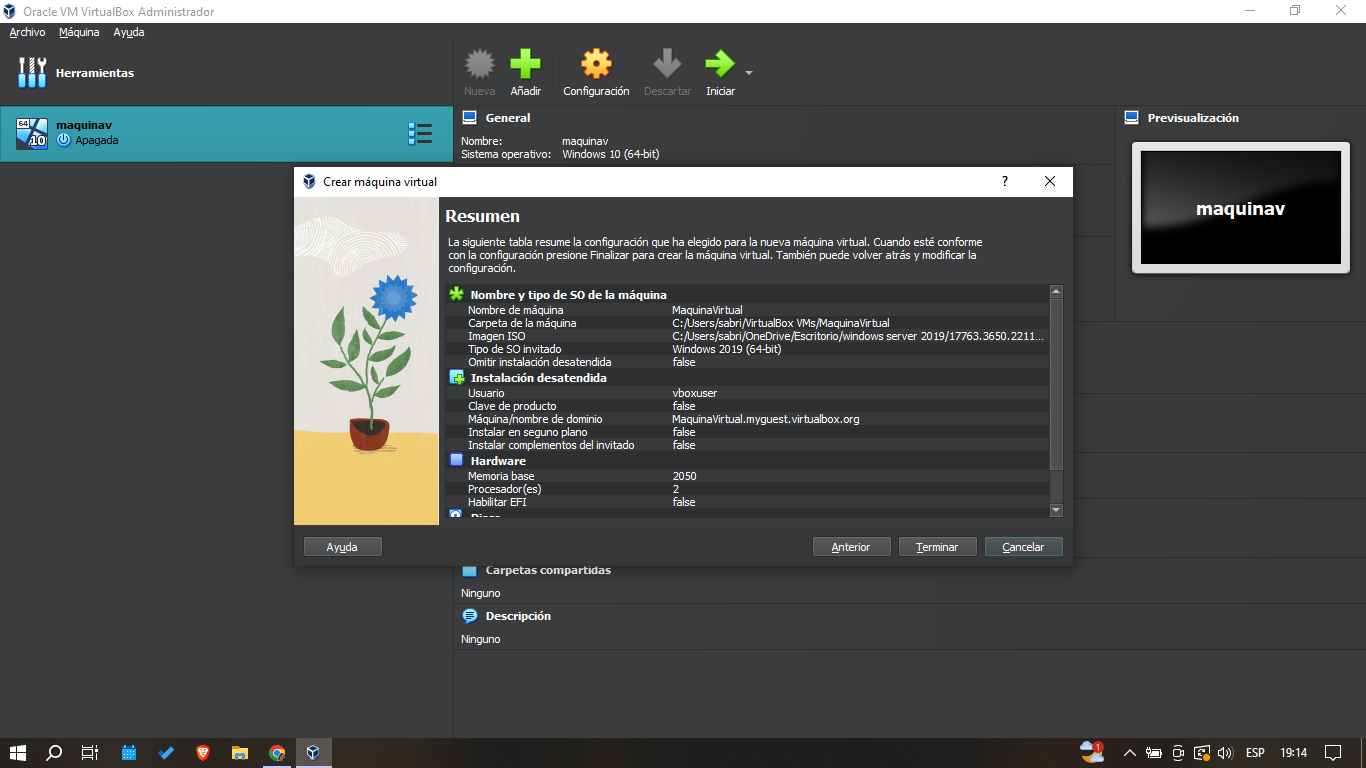 Oracle VM VirtualBox Administrador
Archivo Máquina Ayuda
Herramientas
Nueva Añadir Configuración Descartar Iniciar
64
10
maquinav
Apagada
General
Nombre: maquinav
Sistema operativo: Windows 10 (64-bit)
Previsualización
maquinav
Crear máquina virtual
?
Resumen
La siguiente tabla resume la configuración que ha elegido para la nueva máquina virtual. Cuando esté conforme
con la configuración presione Finalizar para crear la máquina virtual. También puede volver atrás y modificar la
configuración.
Nombre y tipo de SO de la máquina
Nombre de máquina MaquinaVirtual
Carpeta de la máquina C:/Users/sabri/VirtualBox VMs/MaquinaVirtual
Imagen ISO C:/Users/sabri/OneDrive/Escritorio/windows server 2019/17763.3650.2211...
Tipo de SO invitado Windows 2019 (64-bit)
Omitir instalación desatendida false
Instalación desatendida
Usuario vboxuser
Clave de producto false
Máquina/nombre de dominio MaquinaVirtual.myguest.virtualbox.org
Instalar en seguno plano false
Instalar complementos del invitado false
Hardware
Memoria base 2050
Procesador(es) 2
Habilitar EFI false
Disco
Ayuda Anterior Terminar Cancelar
Carpetas compartidas
Ninguno
Descripción
Ninguno
1
ESP 19:14